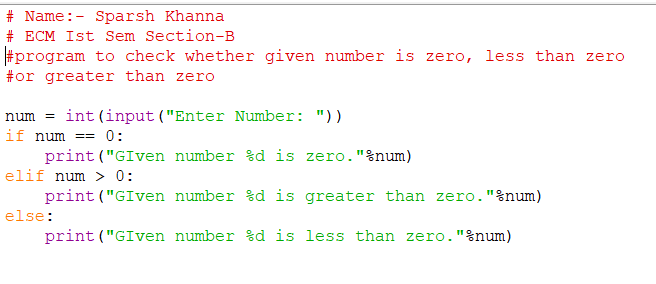 # Name:- Sparsh Khanna
# ECM Ist Sem Section-B
#program to check whether given number is zero, less than zero
#or greater than zero

num = int(input("Enter Number: "))
if num == 0:
    print("GIven number %d is zero."%num)
elif num > 0:
    print("GIven number %d is greater than zero."%num)
else:
    print("GIven number %d is less than zero."%num)